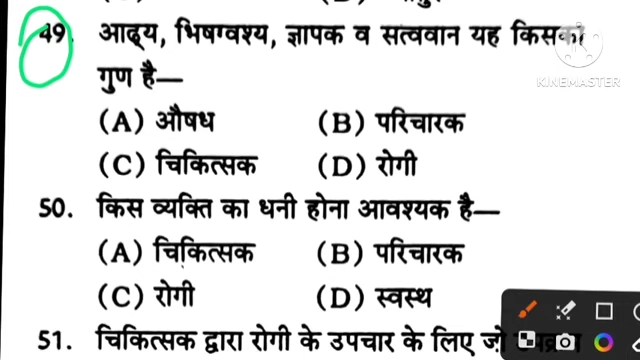 49. आढ्य, भिषग्वश्य, ज्ञापक व सत्ववान यह किसका
गुण है—
(A) औषध (B) परिचारक
(C) चिकित्सक (D) रोगी
50. किस व्यक्ति का धनी होना आवश्यक है—
(A) चिकित्सक (B) परिचारक
(C) रोगी (D) स्वस्थ
51. चिकित्सक द्वारा रोगी के उपचार के लिए जो
KINEMASTER